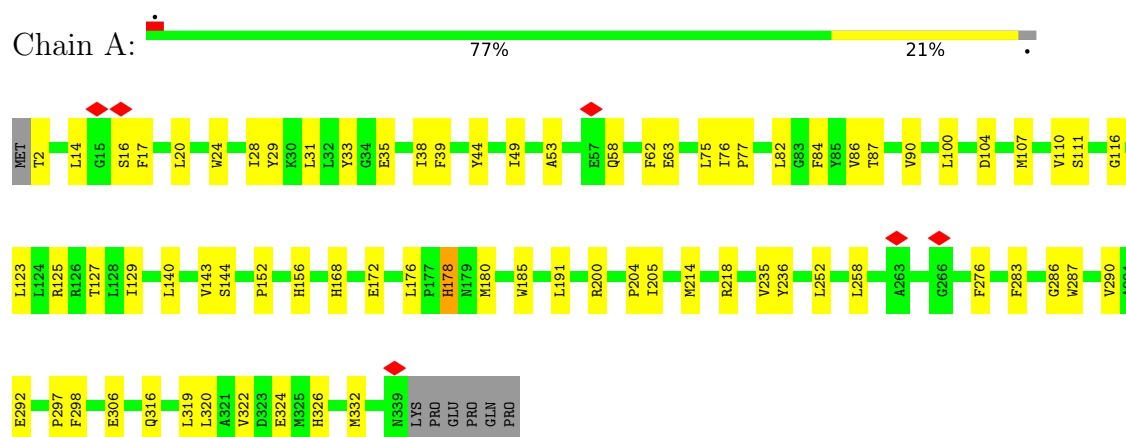 Chain A: 77% 21%
MET T2 L14 G15 S16 F17 L20 W24 I28 Y29 K30 L31 L32 Y33 G34 E35 I38 F39 Y44 I49 A53 E57 Q58 F62 E63 L75 I76 P77 L82 G83 F84 Y85 V86 T87 V90 L100 D104 M107 V110 S111 G116
L123 L124 R125 R126 T127 L128 I129 L140 V143 S144 P152 H156 H168 E172 L176 P177 H178 N179 M180 W185 L191 R200 P204 I205 M214 R218 V235 Y236 L252 L258 A263 G266 F276 F283 G286 W287 V290
E292 P297 F298 E306 Q316 L319 L320 A321 V322 D323 E324 M325 H326 M332 N339 LYS PRO GLU PRO GLN PRO